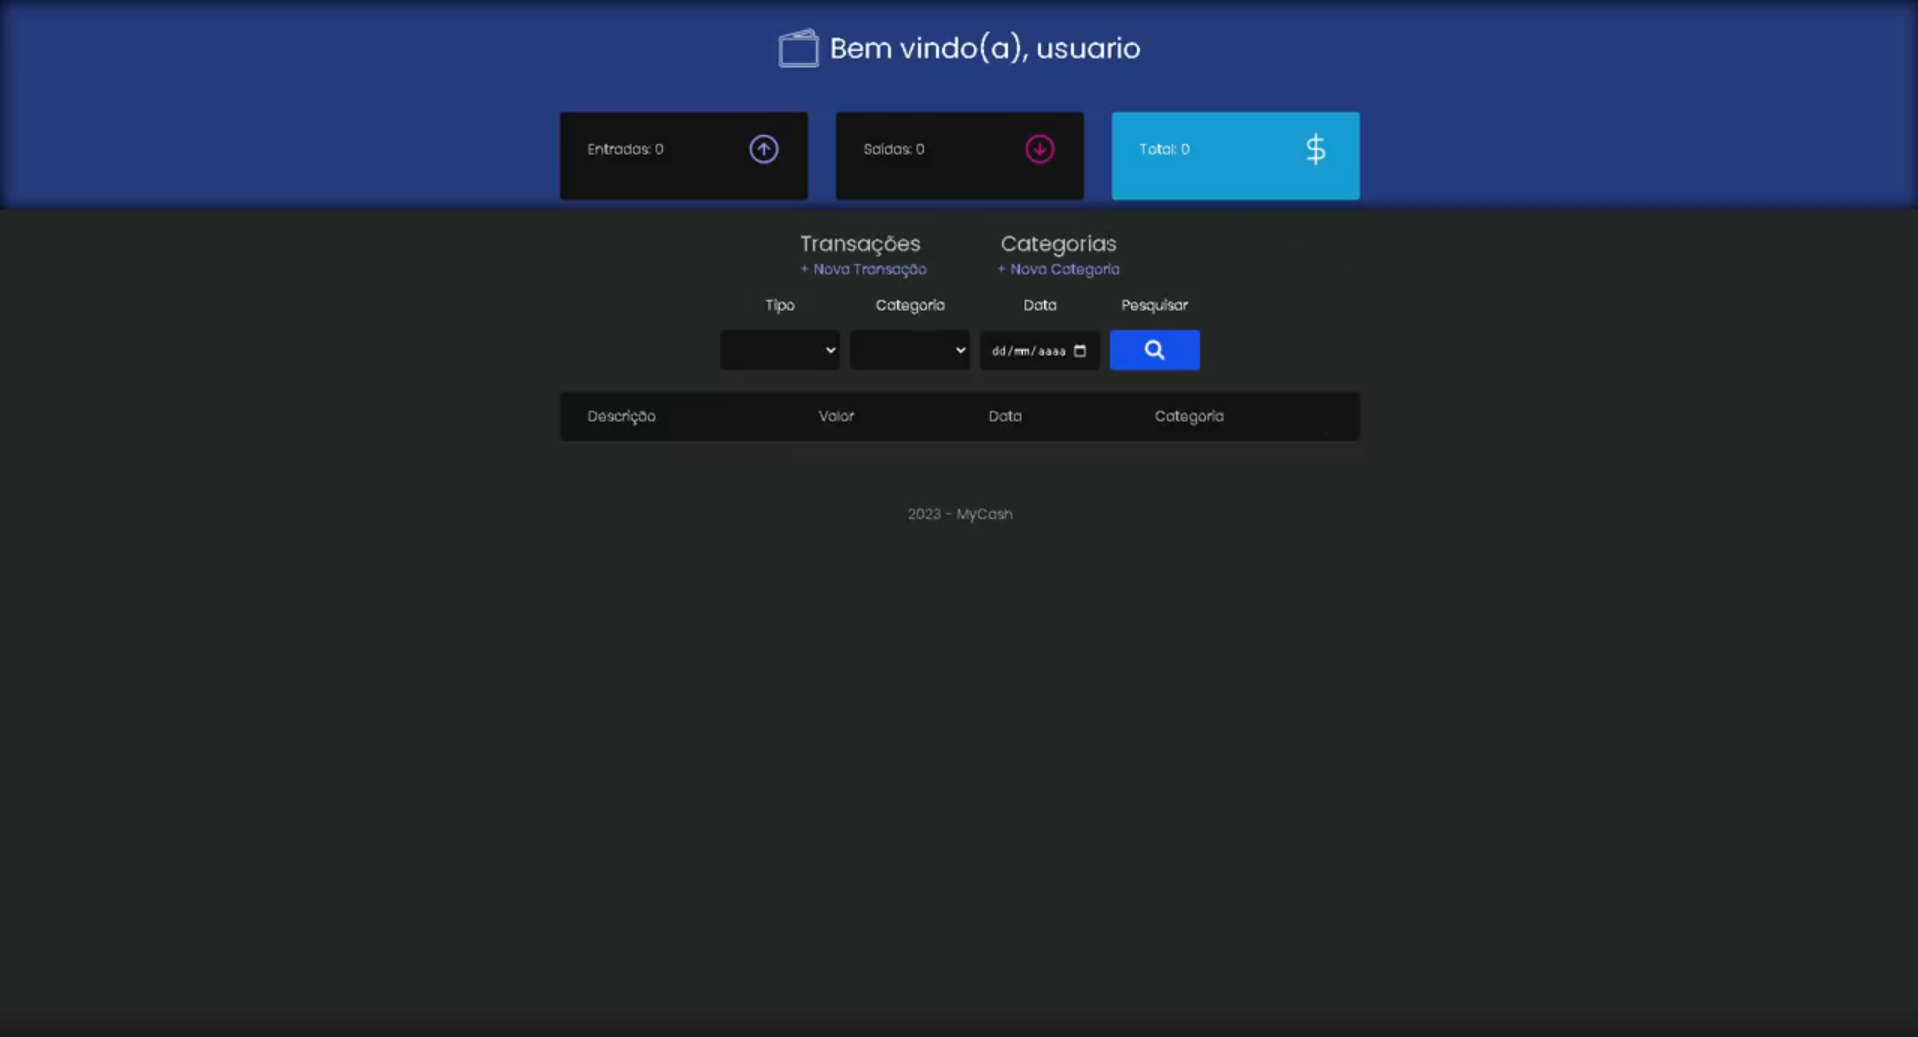 Bem vindo(a), usuario
Entradas: 0
Saídas: 0
Total: 0
$
Transações
Categorias
+ Nova Transação
+ Nova Categoria
Tipo
Categoria
Data
Pesquisar
dd/mm/aaaa
Descrição
Valor
Data
Categoria
2023 - MyCash